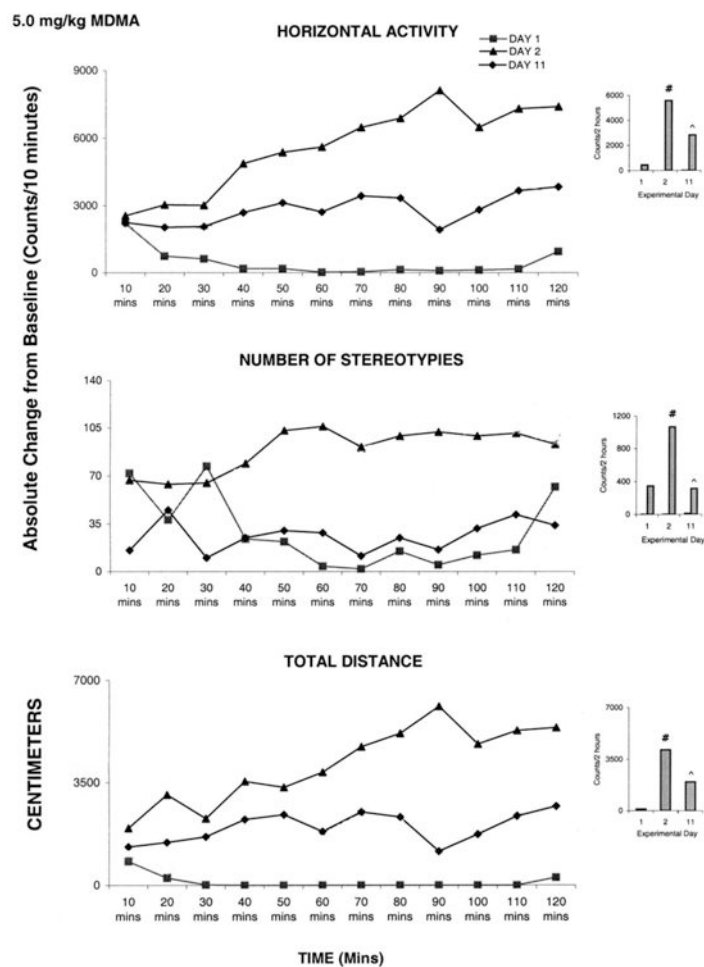 5.0 mg/kg MDMA
HORIZONTAL ACTIVITY
DAY 1
DAY 2
DAY 11
Absolute Change from Baseline (Counts/10 minutes)
9000
6000
3000
0
10 20 30 40 50 60 70 80 90 100 110 120
mins mins mins mins mins mins mins mins mins mins mins mins
Counts/2 hours
6000
4000
2000
0
#
^
1 2 11
Experimental Day
NUMBER OF STEREOTYPIES
140
105
70
35
0
10 20 30 40 50 60 70 80 90 100 110 120
mins mins mins mins mins mins mins mins mins mins mins mins
Counts/2 hours
1200
800
400
0
#
^
1 2 11
Experimental Day
TOTAL DISTANCE
CENTIMETERS
7000
3500
0
10 20 30 40 50 60 70 80 90 100 110 120
mins mins mins mins mins mins mins mins mins mins mins mins
Counts/2 hours
7000
3500
0
#
^
1 2 11
Experimental Day
TIME (Mins)